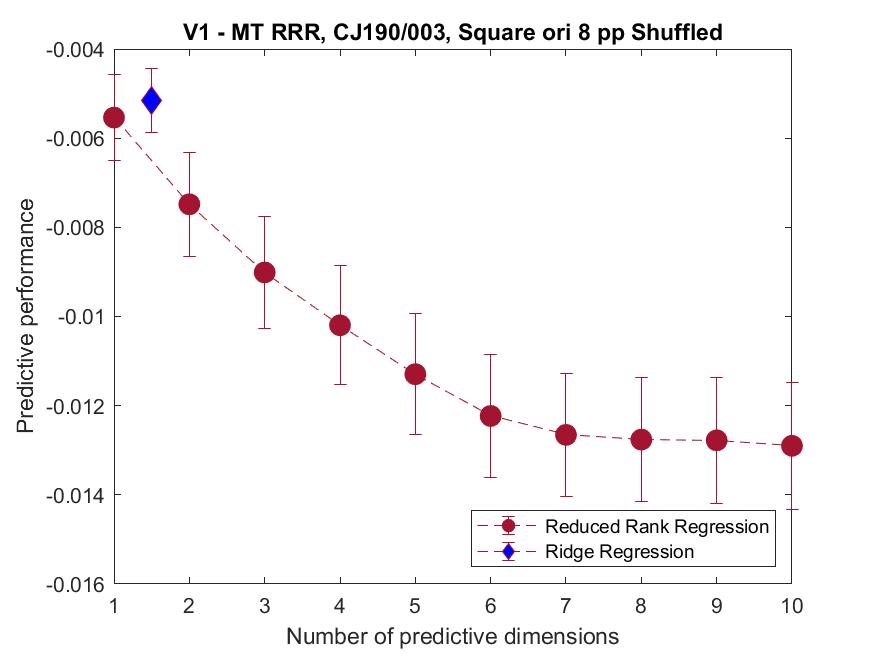 V1 - MT RRR, CJ190/003, Square ori 8 pp Shuffled
Predictive performance
-0.004
-0.006
-0.008
-0.01
-0.012
-0.014
-0.016
Reduced Rank Regression
Ridge Regression
1 2 3 4 5 6 7 8 9 10
Number of predictive dimensions